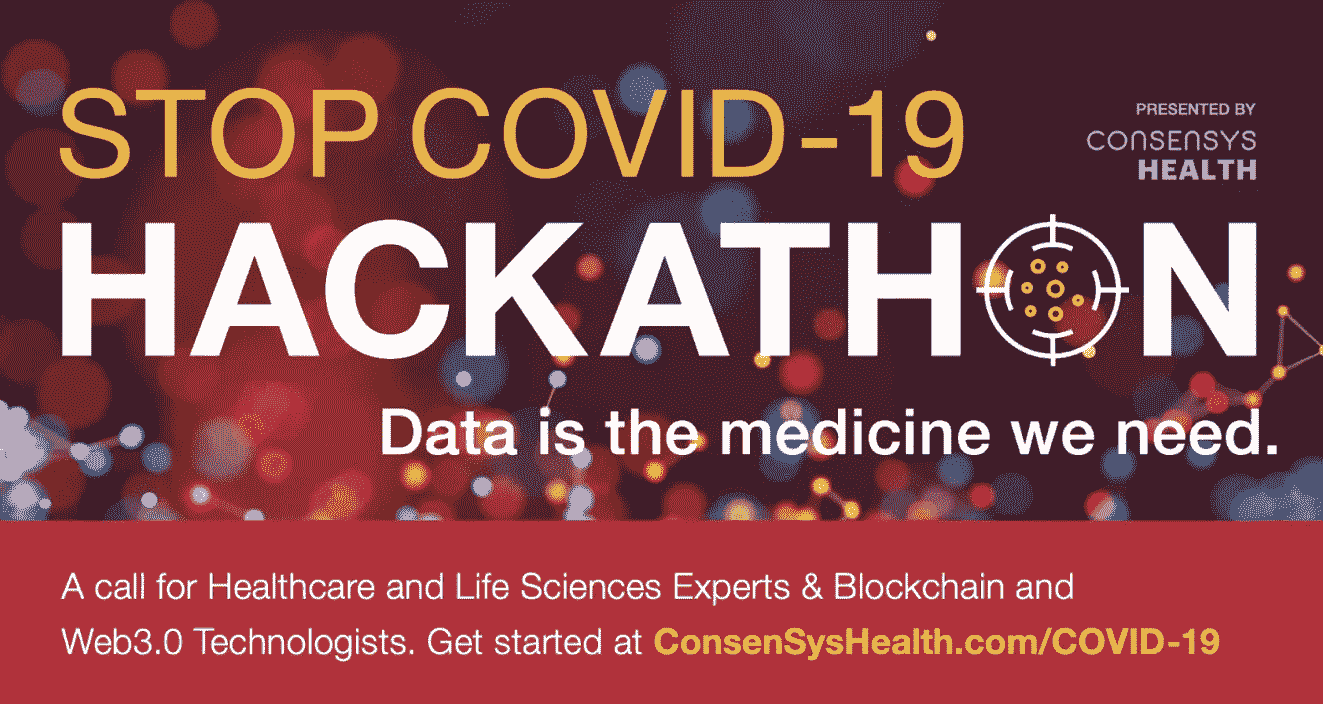 STOP COVID-19
PRESENTED BY
CONSENSYS
HEALTH
HACKATHON
Data is the medicine we need.
A call for Healthcare and Life Sciences Experts & Blockchain and
Web3.0 Technologists. Get started at ConsenSysHealth.com/COVID-19